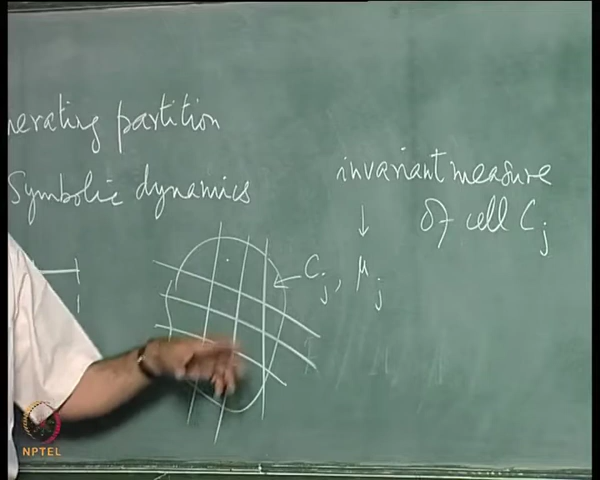 nerating partition
Symbolic dynamics
invariant measure
of cell Cj
Cj, μj
NPTEL